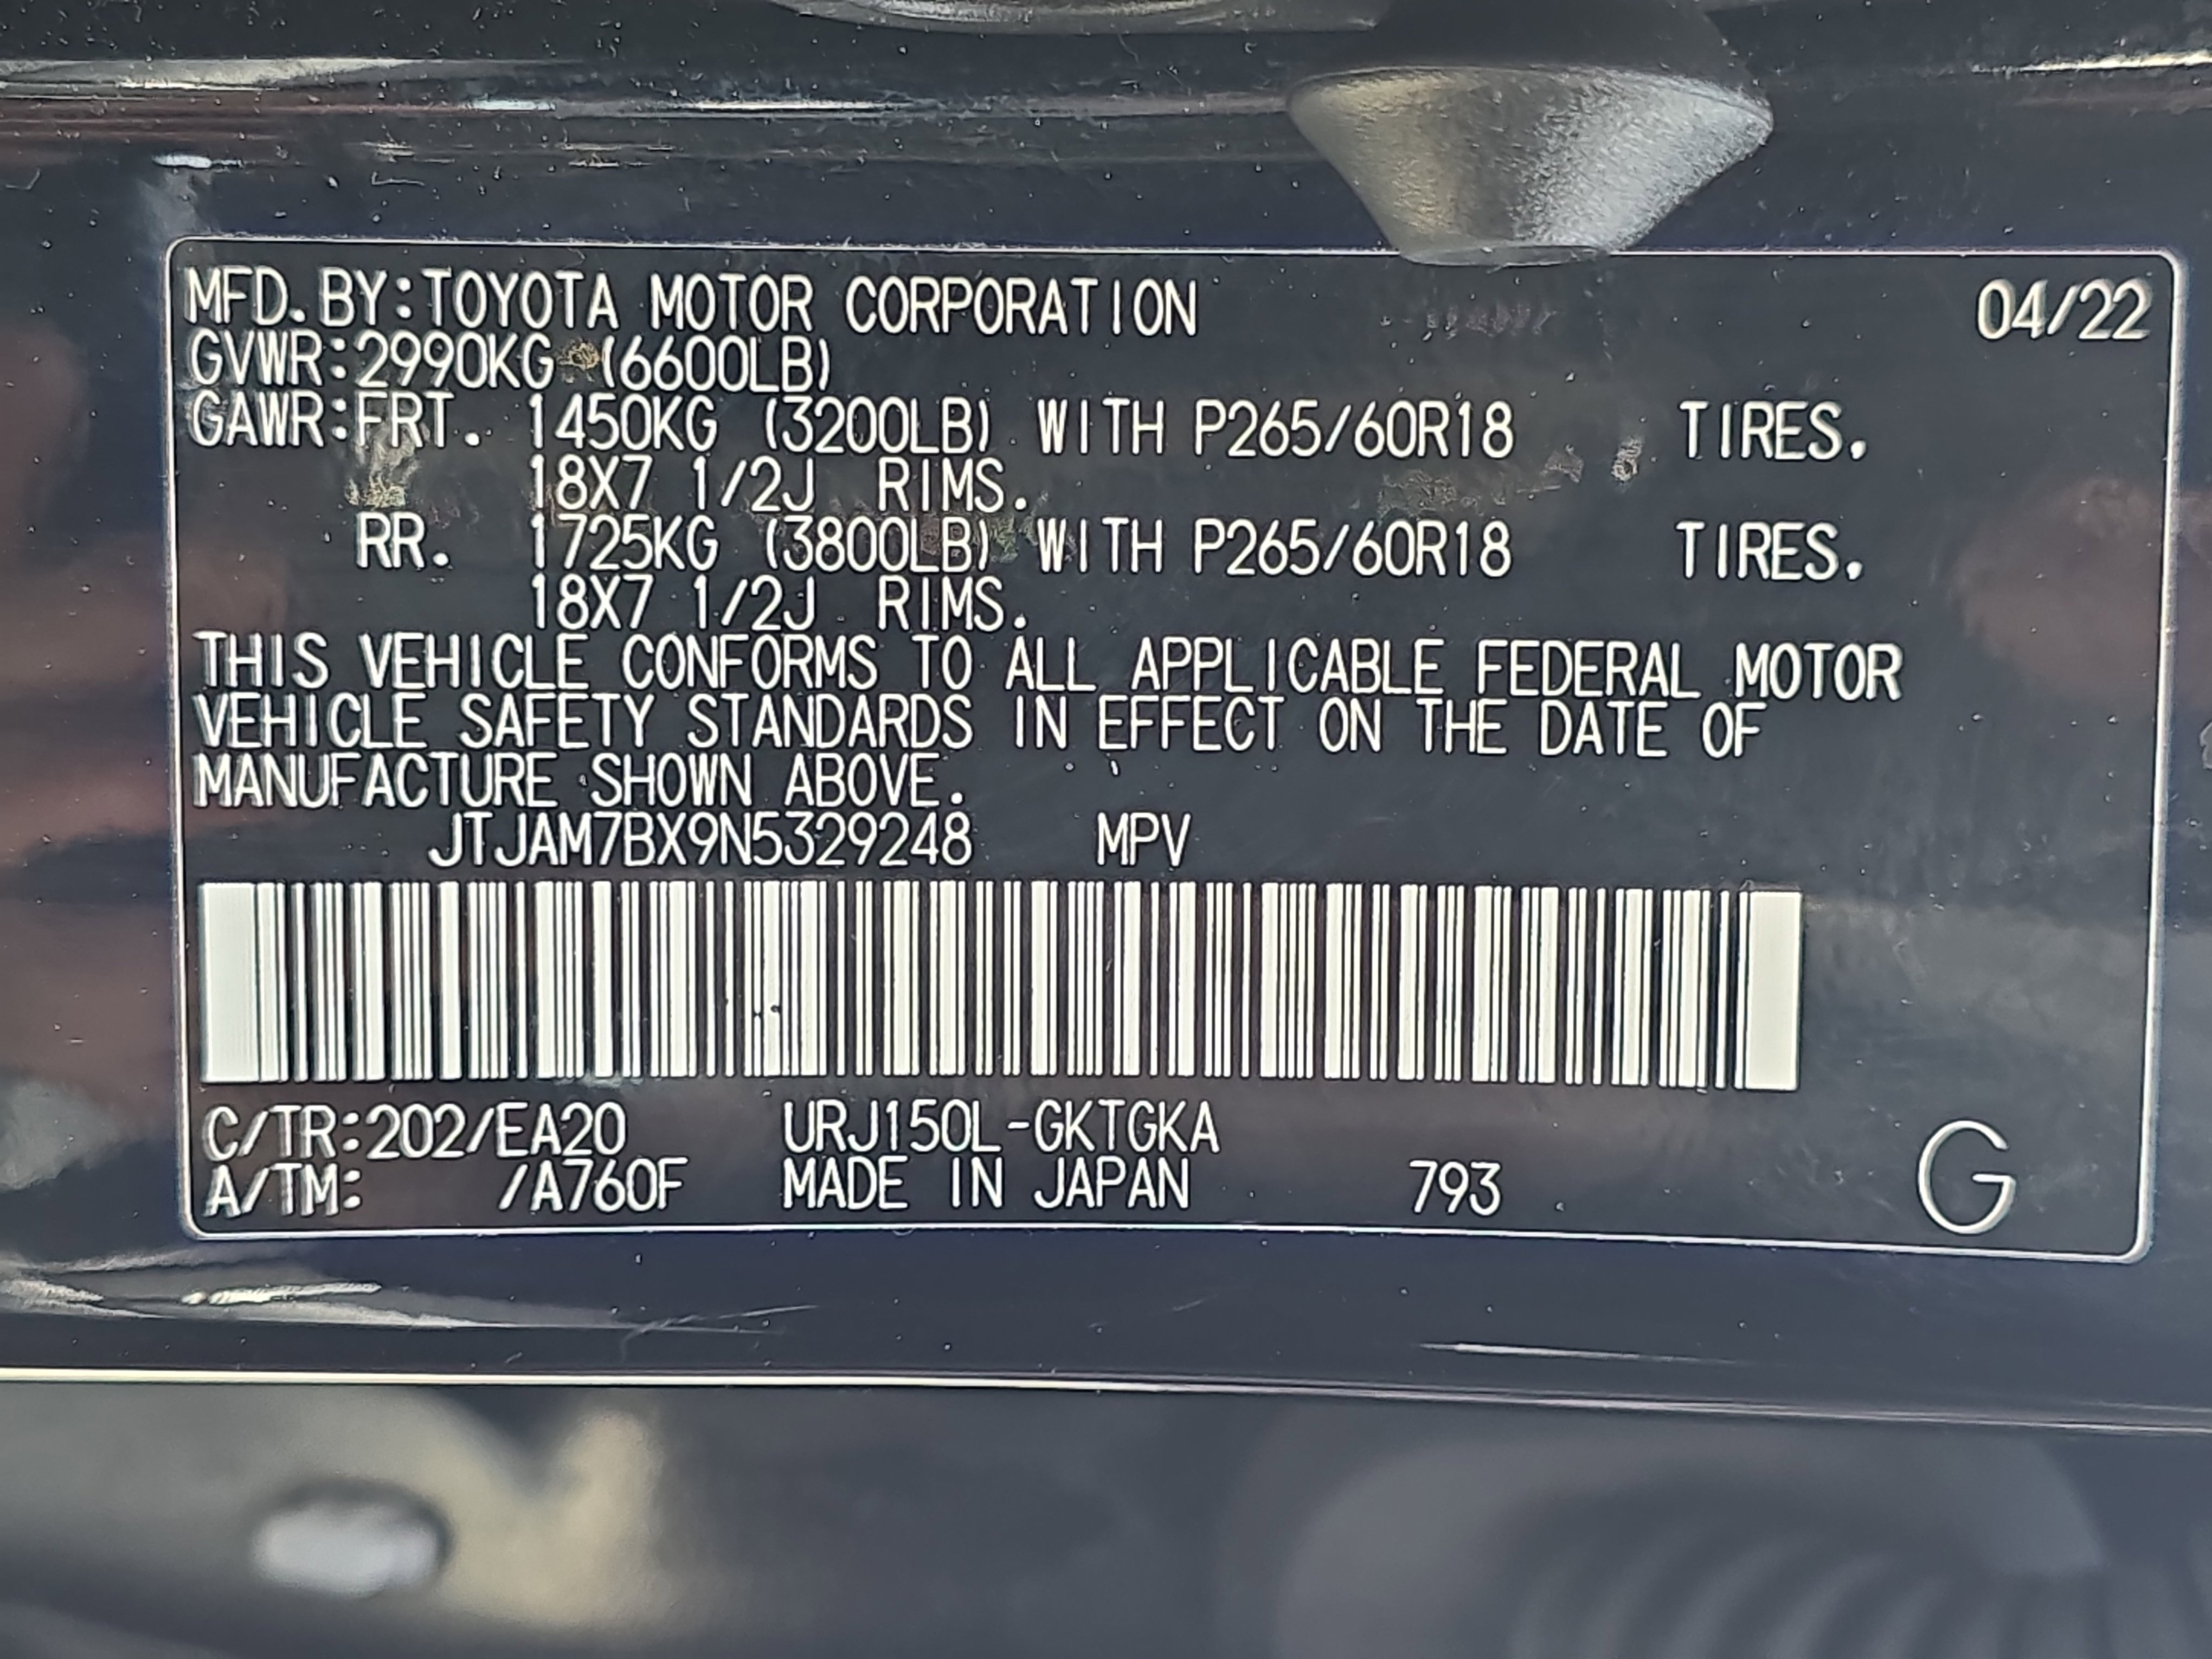 MFD. BY: TOYOTA MOTOR CORPORATION 04/22
GVWR: 2990KG (6600LB)
GAWR: FRT. 1450KG (3200LB) WITH P265/60R18 TIRES.
18X7 1/2J RIMS.
RR. 1725KG (3800LB) WITH P265/60R18 TIRES.
18X7 1/2J RIMS.
THIS VEHICLE CONFORMS TO ALL APPLICABLE FEDERAL MOTOR
VEHICLE SAFETY STANDARDS IN EFFECT ON THE DATE OF
MANUFACTURE SHOWN ABOVE.
JTJAM7BX9N5329248 MPV
C/TR: 202/EA20 URJ150L-GKTGKA
A/TM: /A760F MADE IN JAPAN 793 G